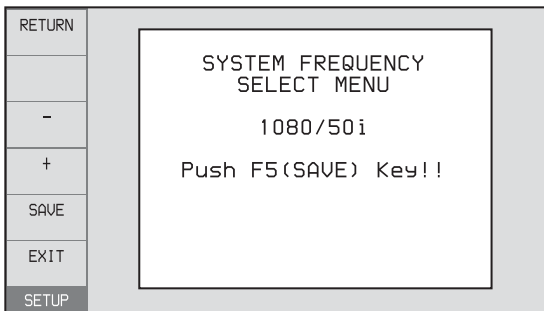 RETURN
-
+
SAVE
EXIT
SETUP
SYSTEM FREQUENCY
SELECT MENU
1080/50i
Push F5(SAVE) Key!!